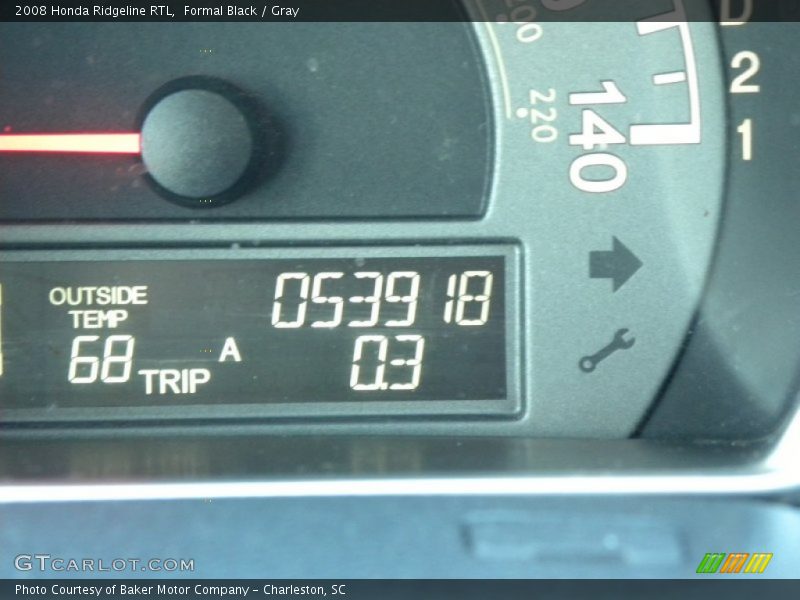 2008 Honda Ridgeline RTL, Formal Black / Gray
200
D
2
220
140
1
OUTSIDE
TEMP
053918
68
A
TRIP
0.3
GTCARLOT.COM
Photo Courtesy of Baker Motor Company - Charleston, SC